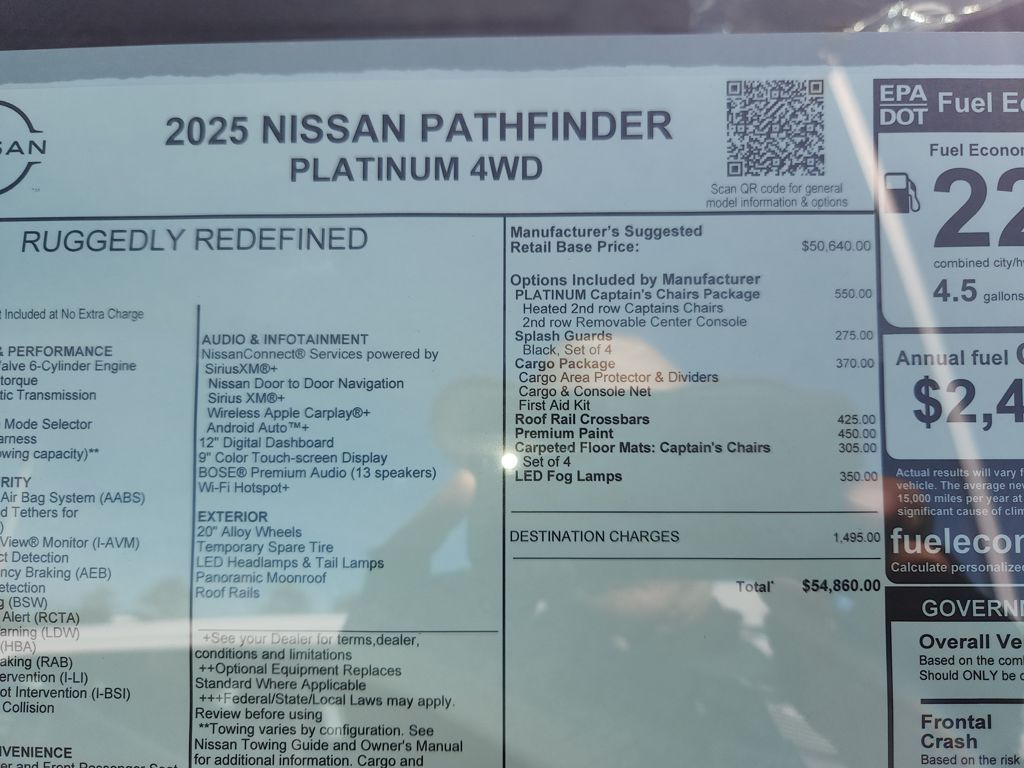 2025 NISSAN PATHFINDER
PLATINUM 4WD
SAN
Scan QR code for general
model information & options
RUGGEDLY REDEFINED
Included at No Extra Charge
& PERFORMANCE
alve 6-Cylinder Engine
torque
tic Transmission
Mode Selector
arness
owing capacity)**
RITY
Air Bag System (AABS)
d Tethers for
)
View® Monitor (I-AVM)
ct Detection
ncy Braking (AEB)
etection
g (BSW)
Alert (RCTA)
arning (LDW)
(HBA)
aking (RAB)
ervention (I-LI)
ot Intervention (I-BSI)
Collision
NVENIENCE
er and Front Passenger Seat
AUDIO & INFOTAINMENT
NissanConnect® Services powered by
SiriusXM®+
Nissan Door to Door Navigation
Sirius XM®+
Wireless Apple Carplay®+
Android Auto™+
12" Digital Dashboard
9" Color Touch-screen Display
BOSE® Premium Audio (13 speakers)
Wi-Fi Hotspot+
EXTERIOR
20" Alloy Wheels
Temporary Spare Tire
LED Headlamps & Tail Lamps
Panoramic Moonroof
Roof Rails
+See your Dealer for terms,dealer,
conditions and limitations
++Optional Equipment Replaces
Standard Where Applicable
+++Federal/State/Local Laws may apply.
Review before using
**Towing varies by configuration. See
Nissan Towing Guide and Owner's Manual
for additional information. Cargo and
Manufacturer's Suggested
Retail Base Price: $50,640.00
Options Included by Manufacturer
PLATINUM Captain's Chairs Package 550.00
Heated 2nd row Captains Chairs
2nd row Removable Center Console
Splash Guards 275.00
Black, Set of 4
Cargo Package 370.00
Cargo Area Protector & Dividers
Cargo & Console Net
First Aid Kit
Roof Rail Crossbars 425.00
Premium Paint 450.00
Carpeted Floor Mats: Captain's Chairs 305.00
Set of 4
LED Fog Lamps 350.00
DESTINATION CHARGES 1,495.00
Total* $54,860.00
EPA
DOT
Fuel Ec
Fuel Econor
22
combined city/h
4.5 gallons
Annual fuel
$2,4
Actual results will vary f
vehicle. The average nev
15,000 miles per year at
significant cause of clim
fuelecor
Calculate personalize
GOVERN
Overall Ve
Based on the com
Should ONLY be c
Frontal
Crash
Based on the risk